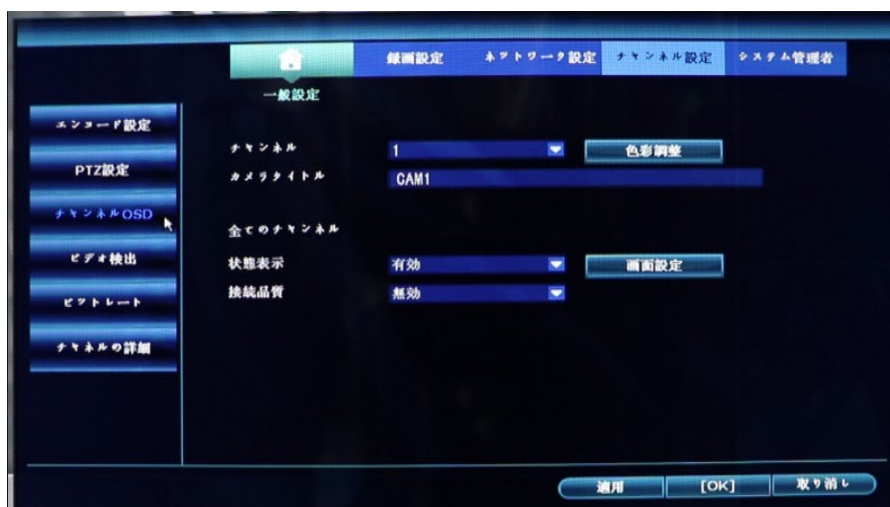 録画設定 ネットワーク設定 チャンネル設定 システム管理者
一般設定
エンコード設定
PTZ設定
チャンネルOSD
ビデオ検出
ビットレート
チャネルの詳細
チャンネル 1 色彩調整
カメラタイトル CAM1
全てのチャンネル
状態表示 有効 画面設定
接続品質 無効
適用 [OK] 取り消し